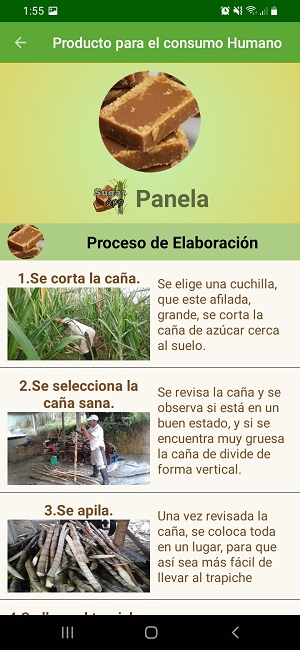 1:55
Producto para el consumo Humano
Sugar
APP
Panela
Proceso de Elaboración
1.Se corta la caña.
Se elige una cuchilla,
que este afilada,
grande, se corta la
caña de azúcar cerca
al suelo.
2.Se selecciona la
caña sana.
Se revisa la caña y se
observa si está en un
buen estado, y si se
encuentra muy gruesa
la caña de divide de
forma vertical.
3.Se apila.
Una vez revisada la
caña, se coloca toda
en un lugar, para que
así sea más fácil de
llevar al trapiche